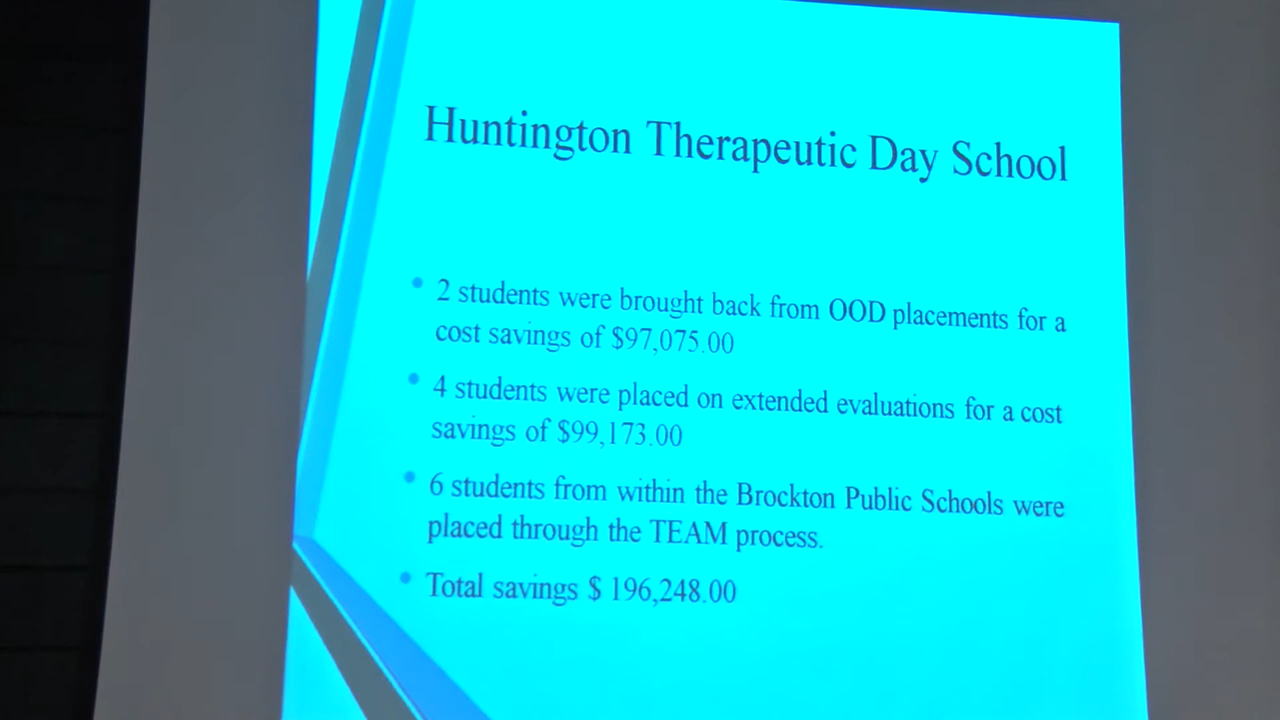 Huntington Therapeutic Day School
• 2 students were brought back from OOD placements for a
cost savings of $97,075.00
• 4 students were placed on extended evaluations for a cost
savings of $99,173.00
• 6 students from within the Brockton Public Schools were
placed through the TEAM process.
• Total savings $ 196,248.00